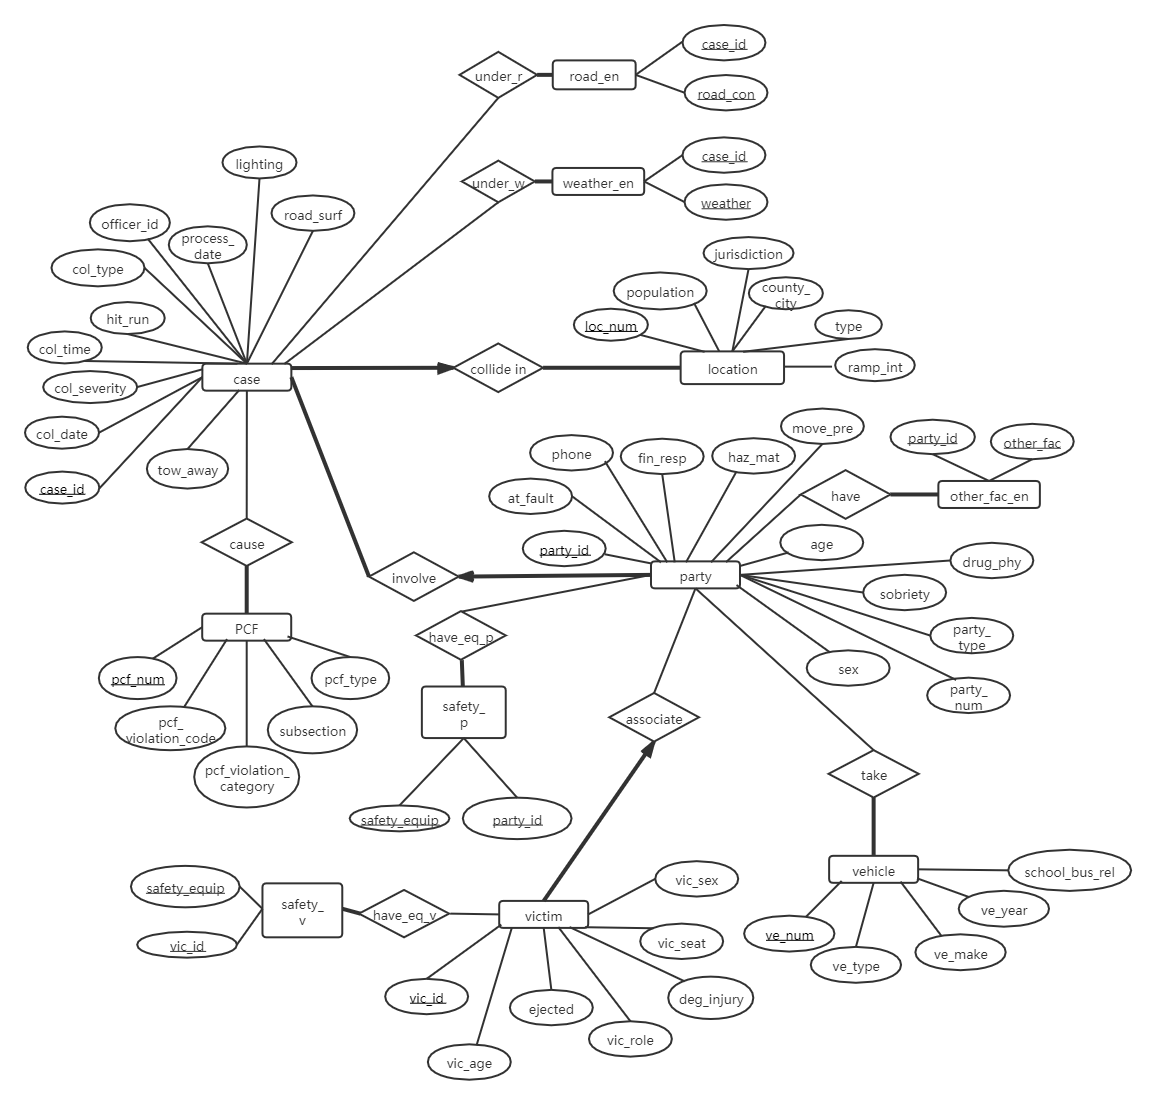 case_id
under_r
road_en
road_con
case_id
lighting
under_w
weather_en
weather
officer_id
road_surf
process_
date
jurisdiction
col_type
population
county_
city
hit_run
loc_num
type
col_time
case
collide in
location
ramp_int
col_severity
col_date
tow_away
case_id
move_pre
phone
fin_resp
haz_mat
party_id
other_fac
at_fault
have
other_fac_en
cause
party_id
age
drug_phy
involve
party
sobriety
PCF
have_eq_p
party_
type
sex
pcf_num
pcf_type
party_
num
safety_
p
associate
pcf_
violation_code
subsection
pcf_violation_
category
take
safety_equip
party_id
vehicle
school_bus_rel
safety_equip
vic_sex
safety_
v
have_eq_v
victim
ve_year
vic_id
vic_seat
ve_num
ve_type
ve_make
vic_id
ejected
deg_injury
vic_role
vic_age